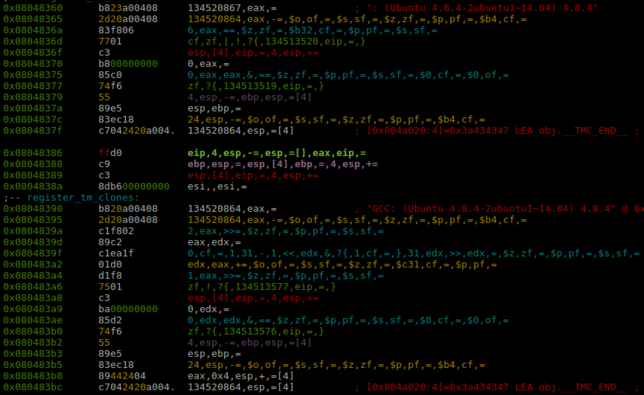 0x08048360 b823a00408 134520867,eax,= ; ": (Ubuntu 4.8.4-2ubuntu1~14.04) 4.8.4"
0x08048365 2d20a00408 134520864,eax,-=,$o,of,=,$s,sf,=,$z,zf,=,$p,pf,=,$b4,cf,=
0x0804836a 83f806 6,eax,==,$z,zf,=,$b32,cf,=,$p,pf,=,$s,sf,=
0x0804836d 7701 cf,zf,|,!,?{,134513520,eip,=,}
0x0804836f c3 esp,[4],eip,=,4,esp,+=
0x08048370 b800000000 0,eax,=
0x08048375 85c0 0,eax,eax,&,==,$z,zf,=,$p,pf,=,$s,sf,=,$0,cf,=,$0,of,=
0x08048377 74f6 zf,?{,134513519,eip,=,}
0x08048379 55 4,esp,-=,ebp,esp,=[4]
0x0804837a 89e5 esp,ebp,=
0x0804837c 83ec18 24,esp,-=,$o,of,=,$s,sf,=,$z,zf,=,$p,pf,=,$b4,cf,=
0x0804837f c7042420a004. 134520864,esp,=[4] ; [0x804a020:4]=0x3a434347 LEA obj.__TMC_END__ ;
0x08048386 ffd0 eip,4,esp,-=,esp,=[],eax,eip,=
0x08048388 c9 ebp,esp,=,esp,[4],ebp,=,4,esp,+=
0x08048389 c3 esp,[4],eip,=,4,esp,+=
0x0804838a 8db600000000 esi,,esi,=
;-- register_tm_clones:
0x08048390 b820a00408 134520864,eax,= ; "GCC: (Ubuntu 4.8.4-2ubuntu1~14.04) 4.8.4" @ 0x
0x08048395 2d20a00408 134520864,eax,-=,$o,of,=,$s,sf,=,$z,zf,=,$p,pf,=,$b4,cf,=
0x0804839a c1f802 2,eax,>>=,$z,zf,=,$p,pf,=,$s,sf,=
0x0804839d 89c2 eax,edx,=
0x0804839f c1ea1f 0,cf,=,1,31,-,1,<<,edx,&,?{,1,cf,=,},31,edx,>>,edx,=,$z,zf,=,$p,pf,=,$s,sf,=
0x080483a2 01d0 edx,eax,+=,$o,of,=,$s,sf,=,$z,zf,=,$c31,cf,=,$p,pf,=
0x080483a4 d1f8 1,eax,>>=,$z,zf,=,$p,pf,=,$s,sf,=
0x080483a6 7501 zf,!,?{,134513577,eip,=,}
0x080483a8 c3 esp,[4],eip,=,4,esp,+=
0x080483a9 ba00000000 0,edx,=
0x080483ae 85d2 0,edx,edx,&,==,$z,zf,=,$p,pf,=,$s,sf,=,$0,cf,=,$0,of,=
0x080483b0 74f6 zf,?{,134513576,eip,=,}
0x080483b2 55 4,esp,-=,ebp,esp,=[4]
0x080483b3 89e5 esp,ebp,=
0x080483b5 83ec18 24,esp,-=,$o,of,=,$s,sf,=,$z,zf,=,$p,pf,=,$b4,cf,=
0x080483b8 89442404 eax,0x4,esp,+,=[4]
0x080483bc c7042420a004. 134520864,esp,=[4] ; [0x804a020:4]=0x3a434347 LEA obj.__TMC_END__ ;